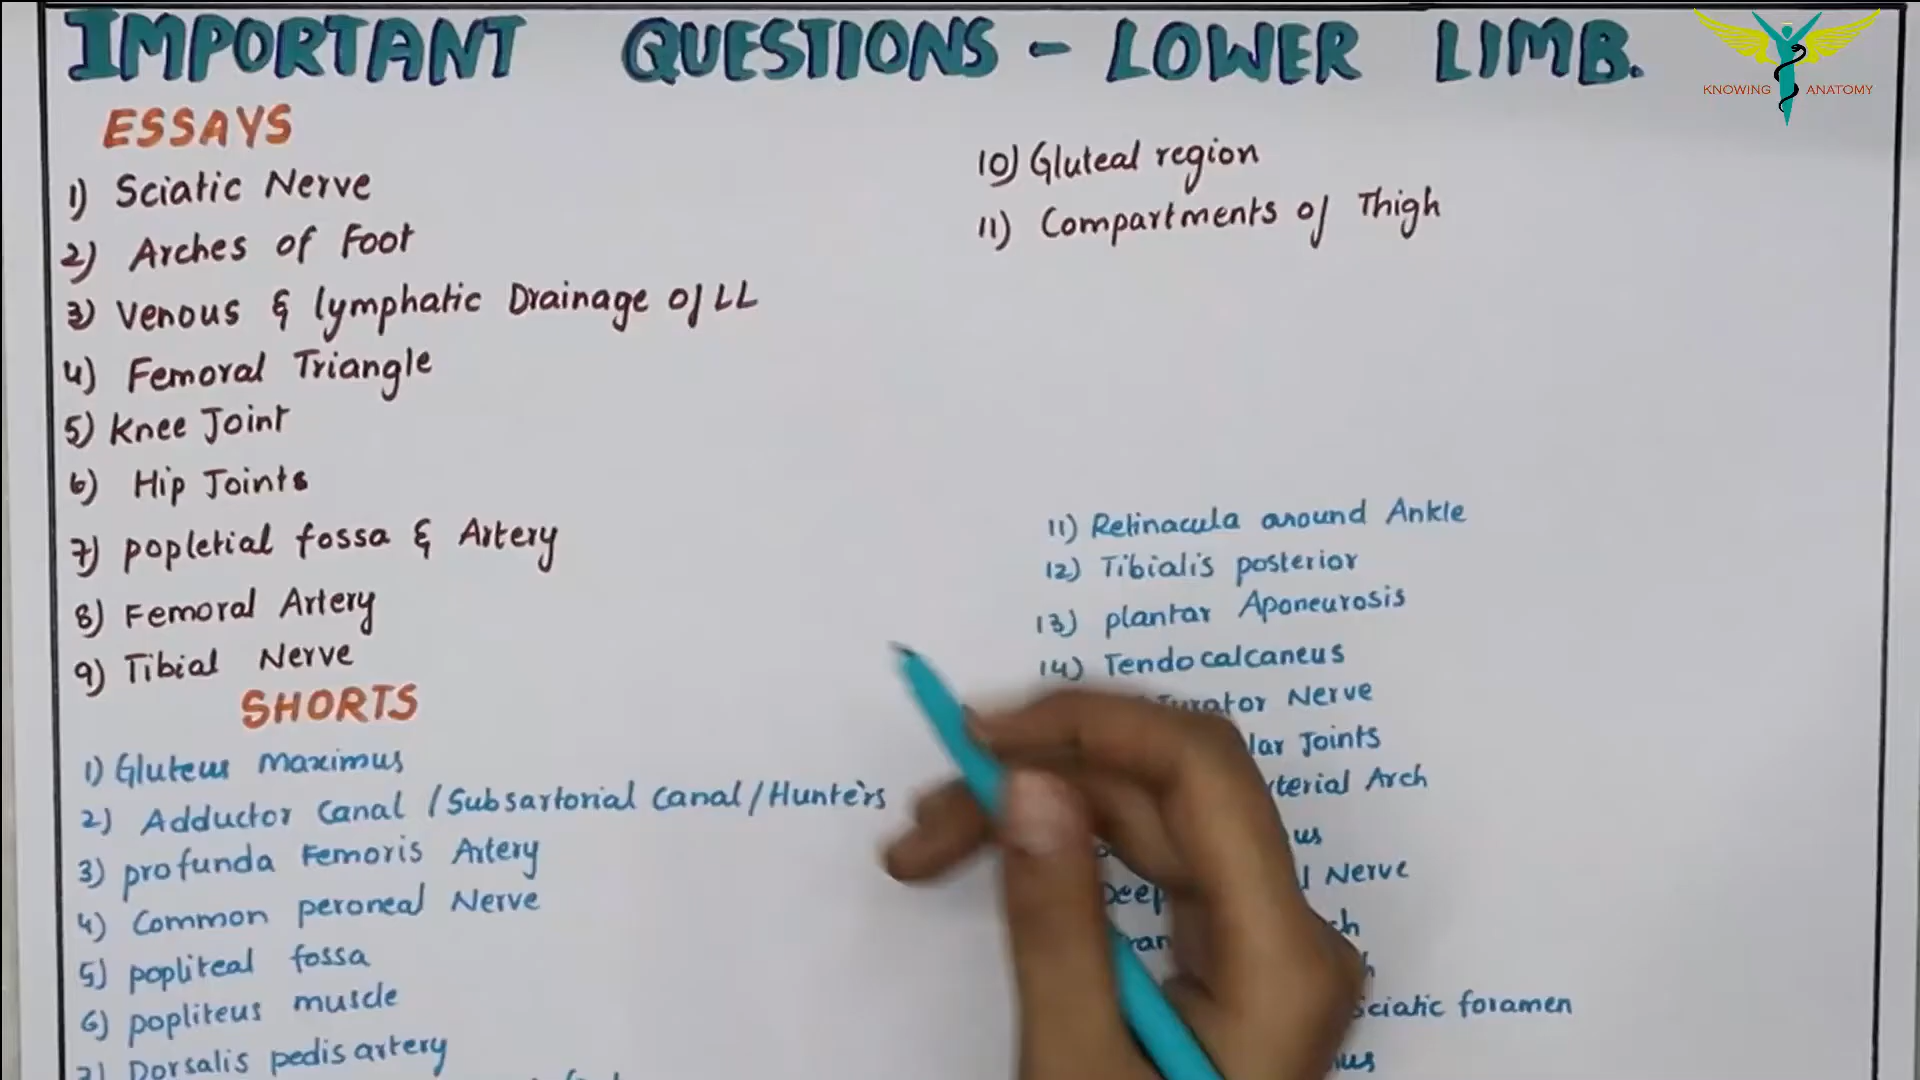 IMPORTANT QUESTIONS - LOWER LIMB.
KNOWING ANATOMY
ESSAYS
1) Sciatic Nerve
2) Arches of Foot
3) Venous & lymphatic Drainage of LL
4) Femoral Triangle
5) Knee Joint
6) Hip Joints
7) popletial fossa & Artery
8) Femoral Artery
9) Tibial Nerve
10) Gluteal region
11) Compartments of Thigh
SHORTS
1) Gluteus Maximus
2) Adductor Canal / Subsartorial Canal / Hunter's
3) profunda Femoris Artery
4) Common peroneal Nerve
5) popliteal fossa
6) popliteus muscle
7) Dorsalis pedis artery
11) Retinacula around Ankle
12) Tibialis posterior
13) plantar Aponeurosis
14) Tendocalcaneus
Nerve
Joints
Arch
Deep Nerve
Sciatic foramen